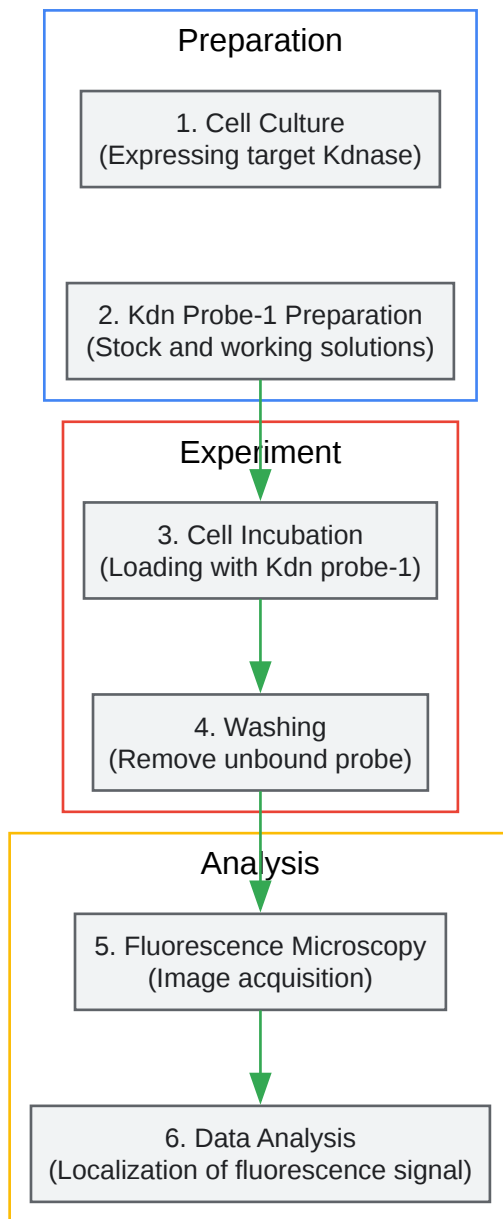 Preparation
1. Cell Culture
(Expressing target Kdnase)
2. Kdn Probe-1 Preparation
(Stock and working solutions)
Experiment
3. Cell Incubation
(Loading with Kdn probe-1)
4. Washing
(Remove unbound probe)
Analysis
5. Fluorescence Microscopy
(Image acquisition)
6. Data Analysis
(Localization of fluorescence signal)